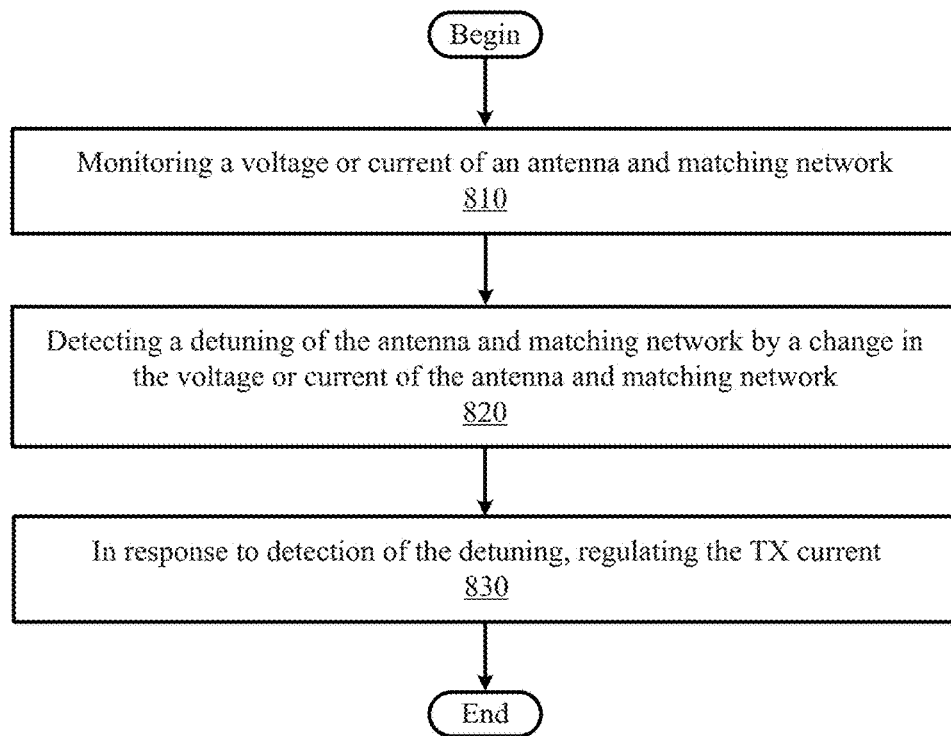 Begin
Monitoring a voltage or current of an antenna and matching network
810
Detecting a detuning of the antenna and matching network by a change in
the voltage or current of the antenna and matching network
820
In response to detection of the detuning, regulating the TX current
830
End